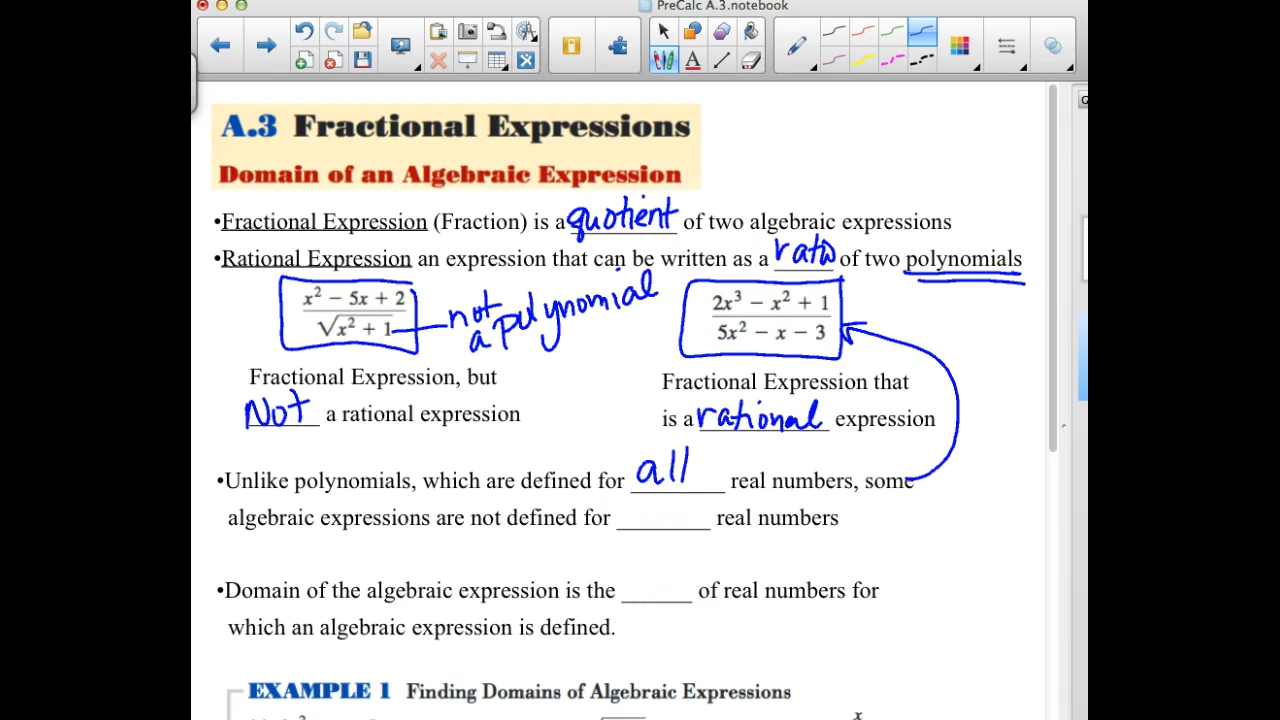 PreCalc A.3.notebook
A.3 Fractional Expressions
Domain of an Algebraic Expression
•Fractional Expression (Fraction) is a quotient of two algebraic expressions
•Rational Expression an expression that can be written as a ratio of two polynomials
x² − 5x + 2
√x² + 1
not
a polynomial
2x³ − x² + 1
5x² − x − 3
Fractional Expression, but
Not a rational expression
Fractional Expression that
is a rational expression
•Unlike polynomials, which are defined for all real numbers, some
algebraic expressions are not defined for ________ real numbers
•Domain of the algebraic expression is the ______ of real numbers for
which an algebraic expression is defined.
EXAMPLE 1 Finding Domains of Algebraic Expressions